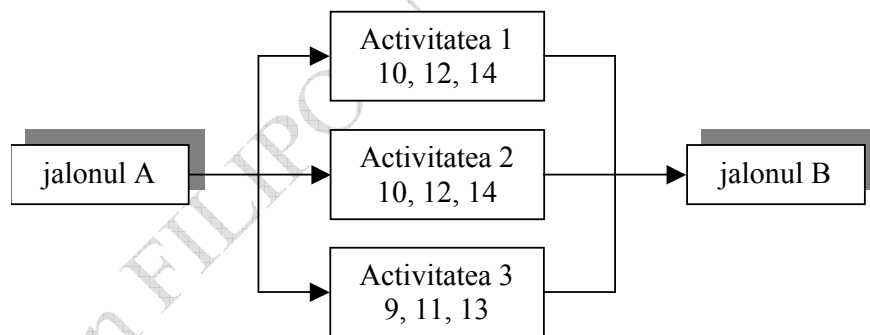 Activitatea 1
10, 12, 14
jalonul A
Activitatea 2
10, 12, 14
jalonul B
Activitatea 3
9, 11, 13